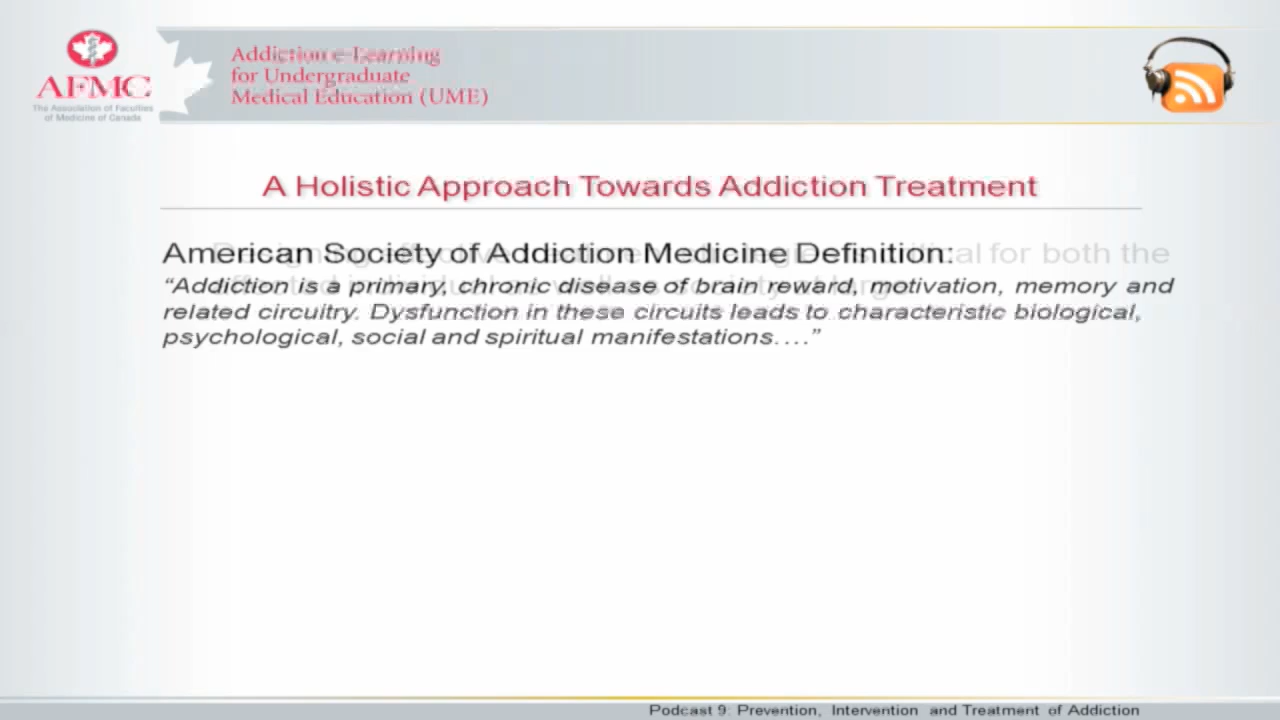 AFMC
The Association of Faculties
of Medicine of Canada
Addiction e-Learning
for Undergraduate
Medical Education (UME)
A Holistic Approach Towards Addiction Treatment
American Society of Addiction Medicine Definition:
for both the
“Addiction is a primary, chronic disease of brain reward, motivation, memory and
related circuitry. Dysfunction in these circuits leads to characteristic biological,
psychological, social and spiritual manifestations....”
Podcast 9: Prevention, Intervention and Treatment of Addiction